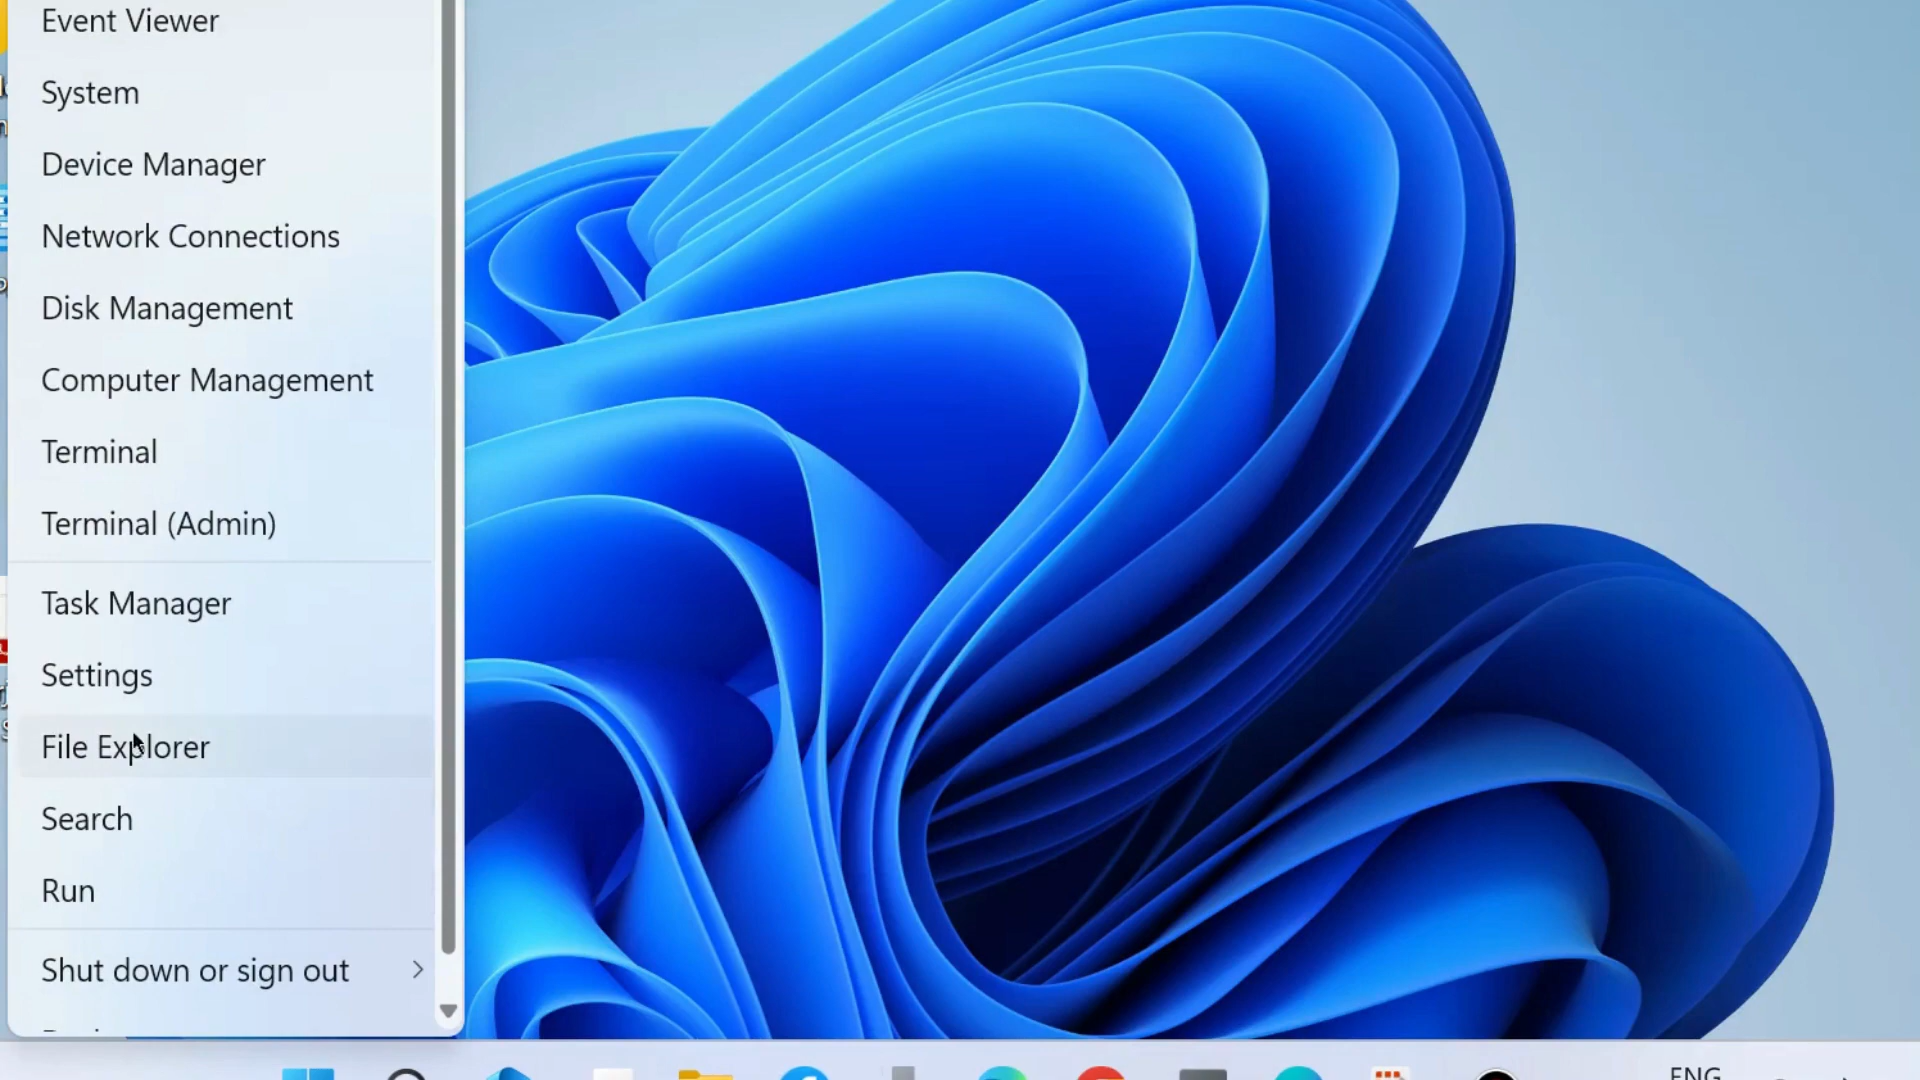 Event Viewer
System
Device Manager
Network Connections
Disk Management
Computer Management
Terminal
Terminal (Admin)
Task Manager
Settings
File Explorer
Search
Run
Shut down or sign out
ENG